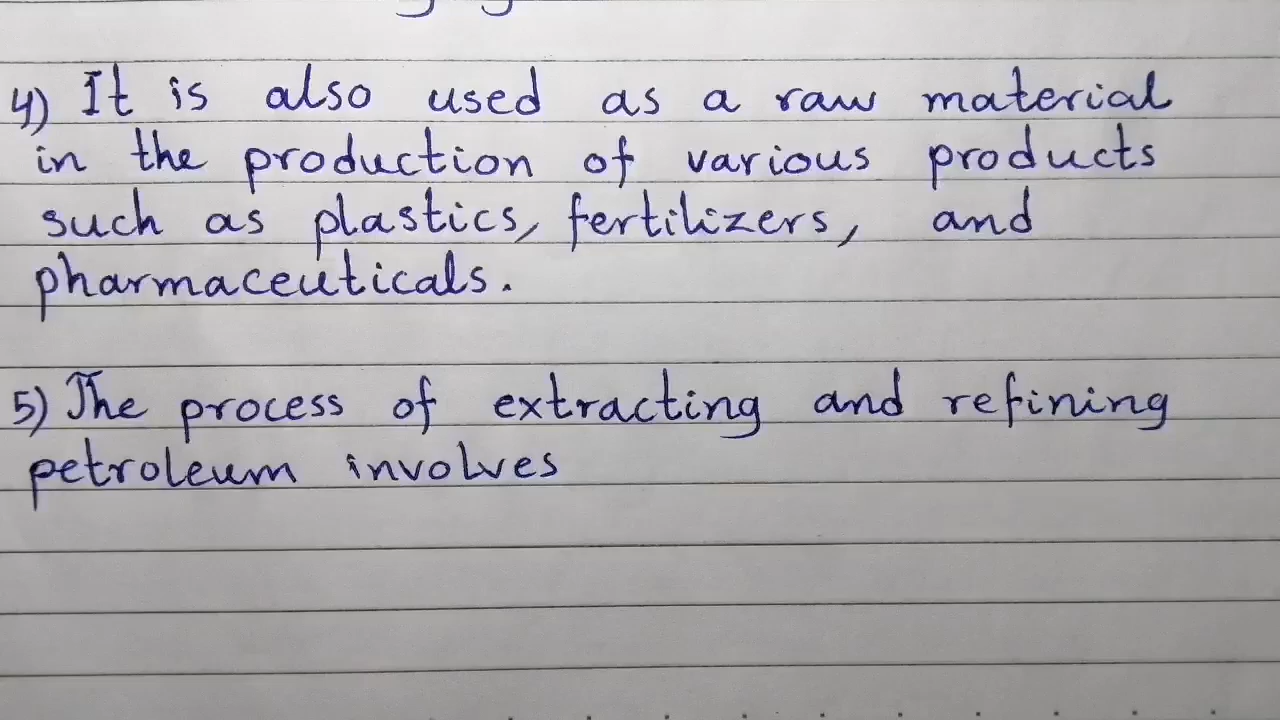 4) It is also used as a raw material
in the production of various products
such as plastics, fertilizers, and
pharmaceuticals.
5) The process of extracting and refining
petroleum involves